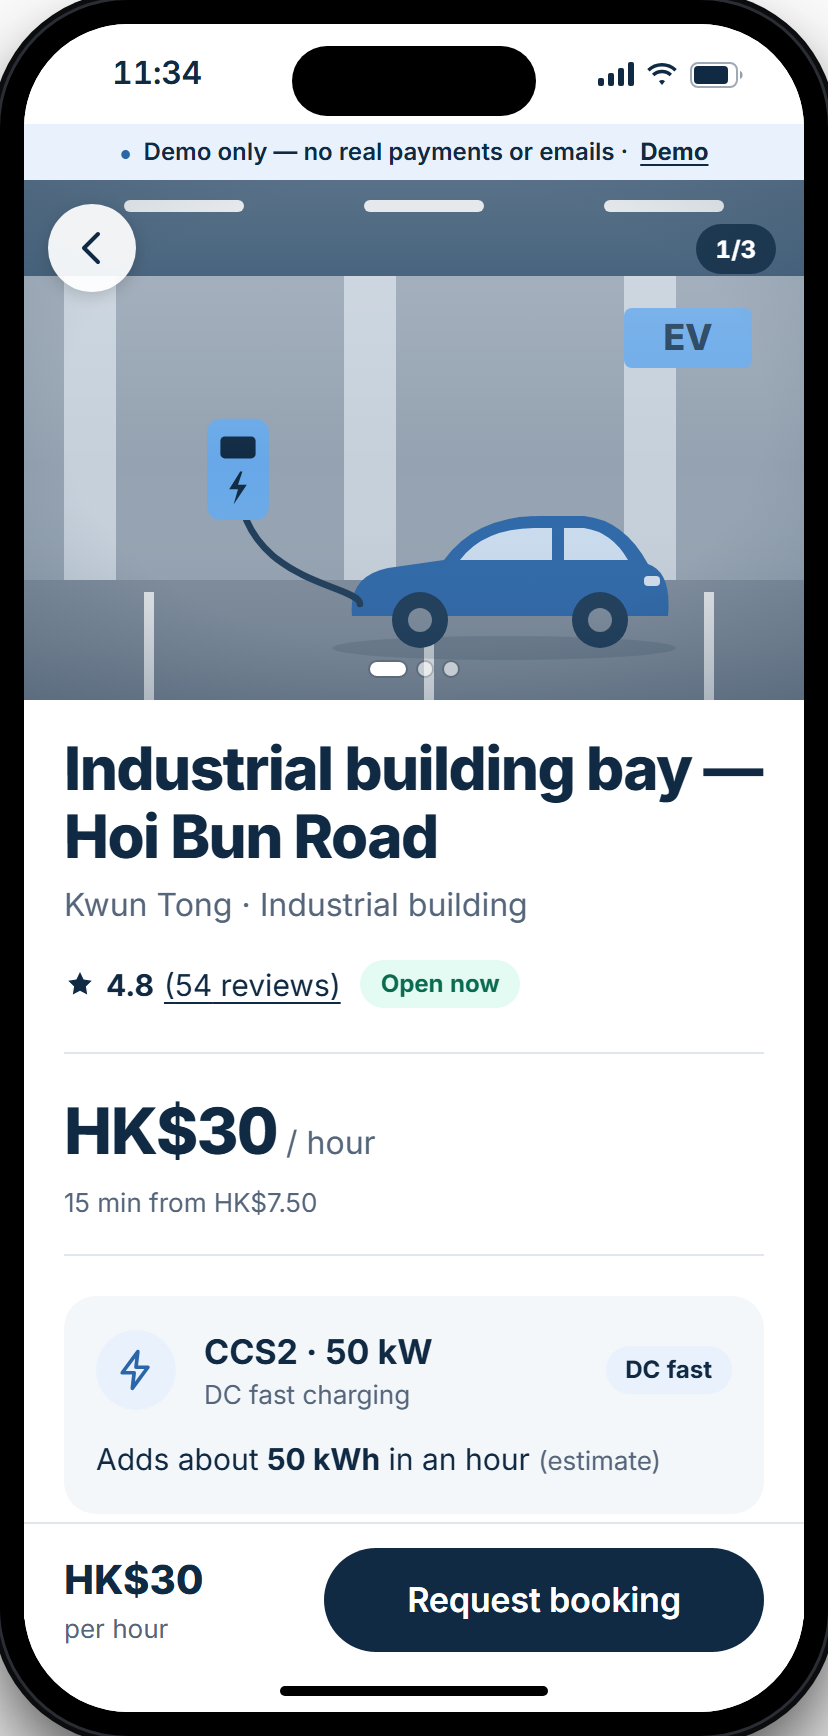 11:34
Demo only — no real payments or emails · Demo
1/3
EV
Industrial building bay —
Hoi Bun Road
Kwun Tong · Industrial building
4.8 (54 reviews) Open now
HK$30 / hour
15 min from HK$7.50
CCS2 · 50 kW
DC fast charging
DC fast
Adds about 50 kWh in an hour (estimate)
HK$30
per hour
Request booking